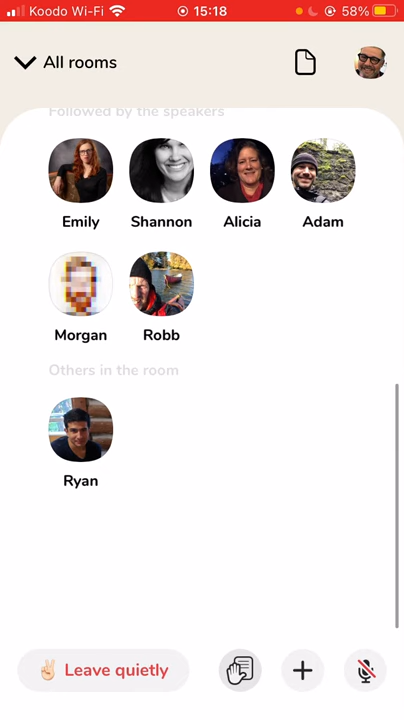 Koodo Wi-Fi 15:18 58%
All rooms
Followed by the speakers
Emily Shannon Alicia Adam
Morgan Robb
Others in the room
Ryan
Leave quietly